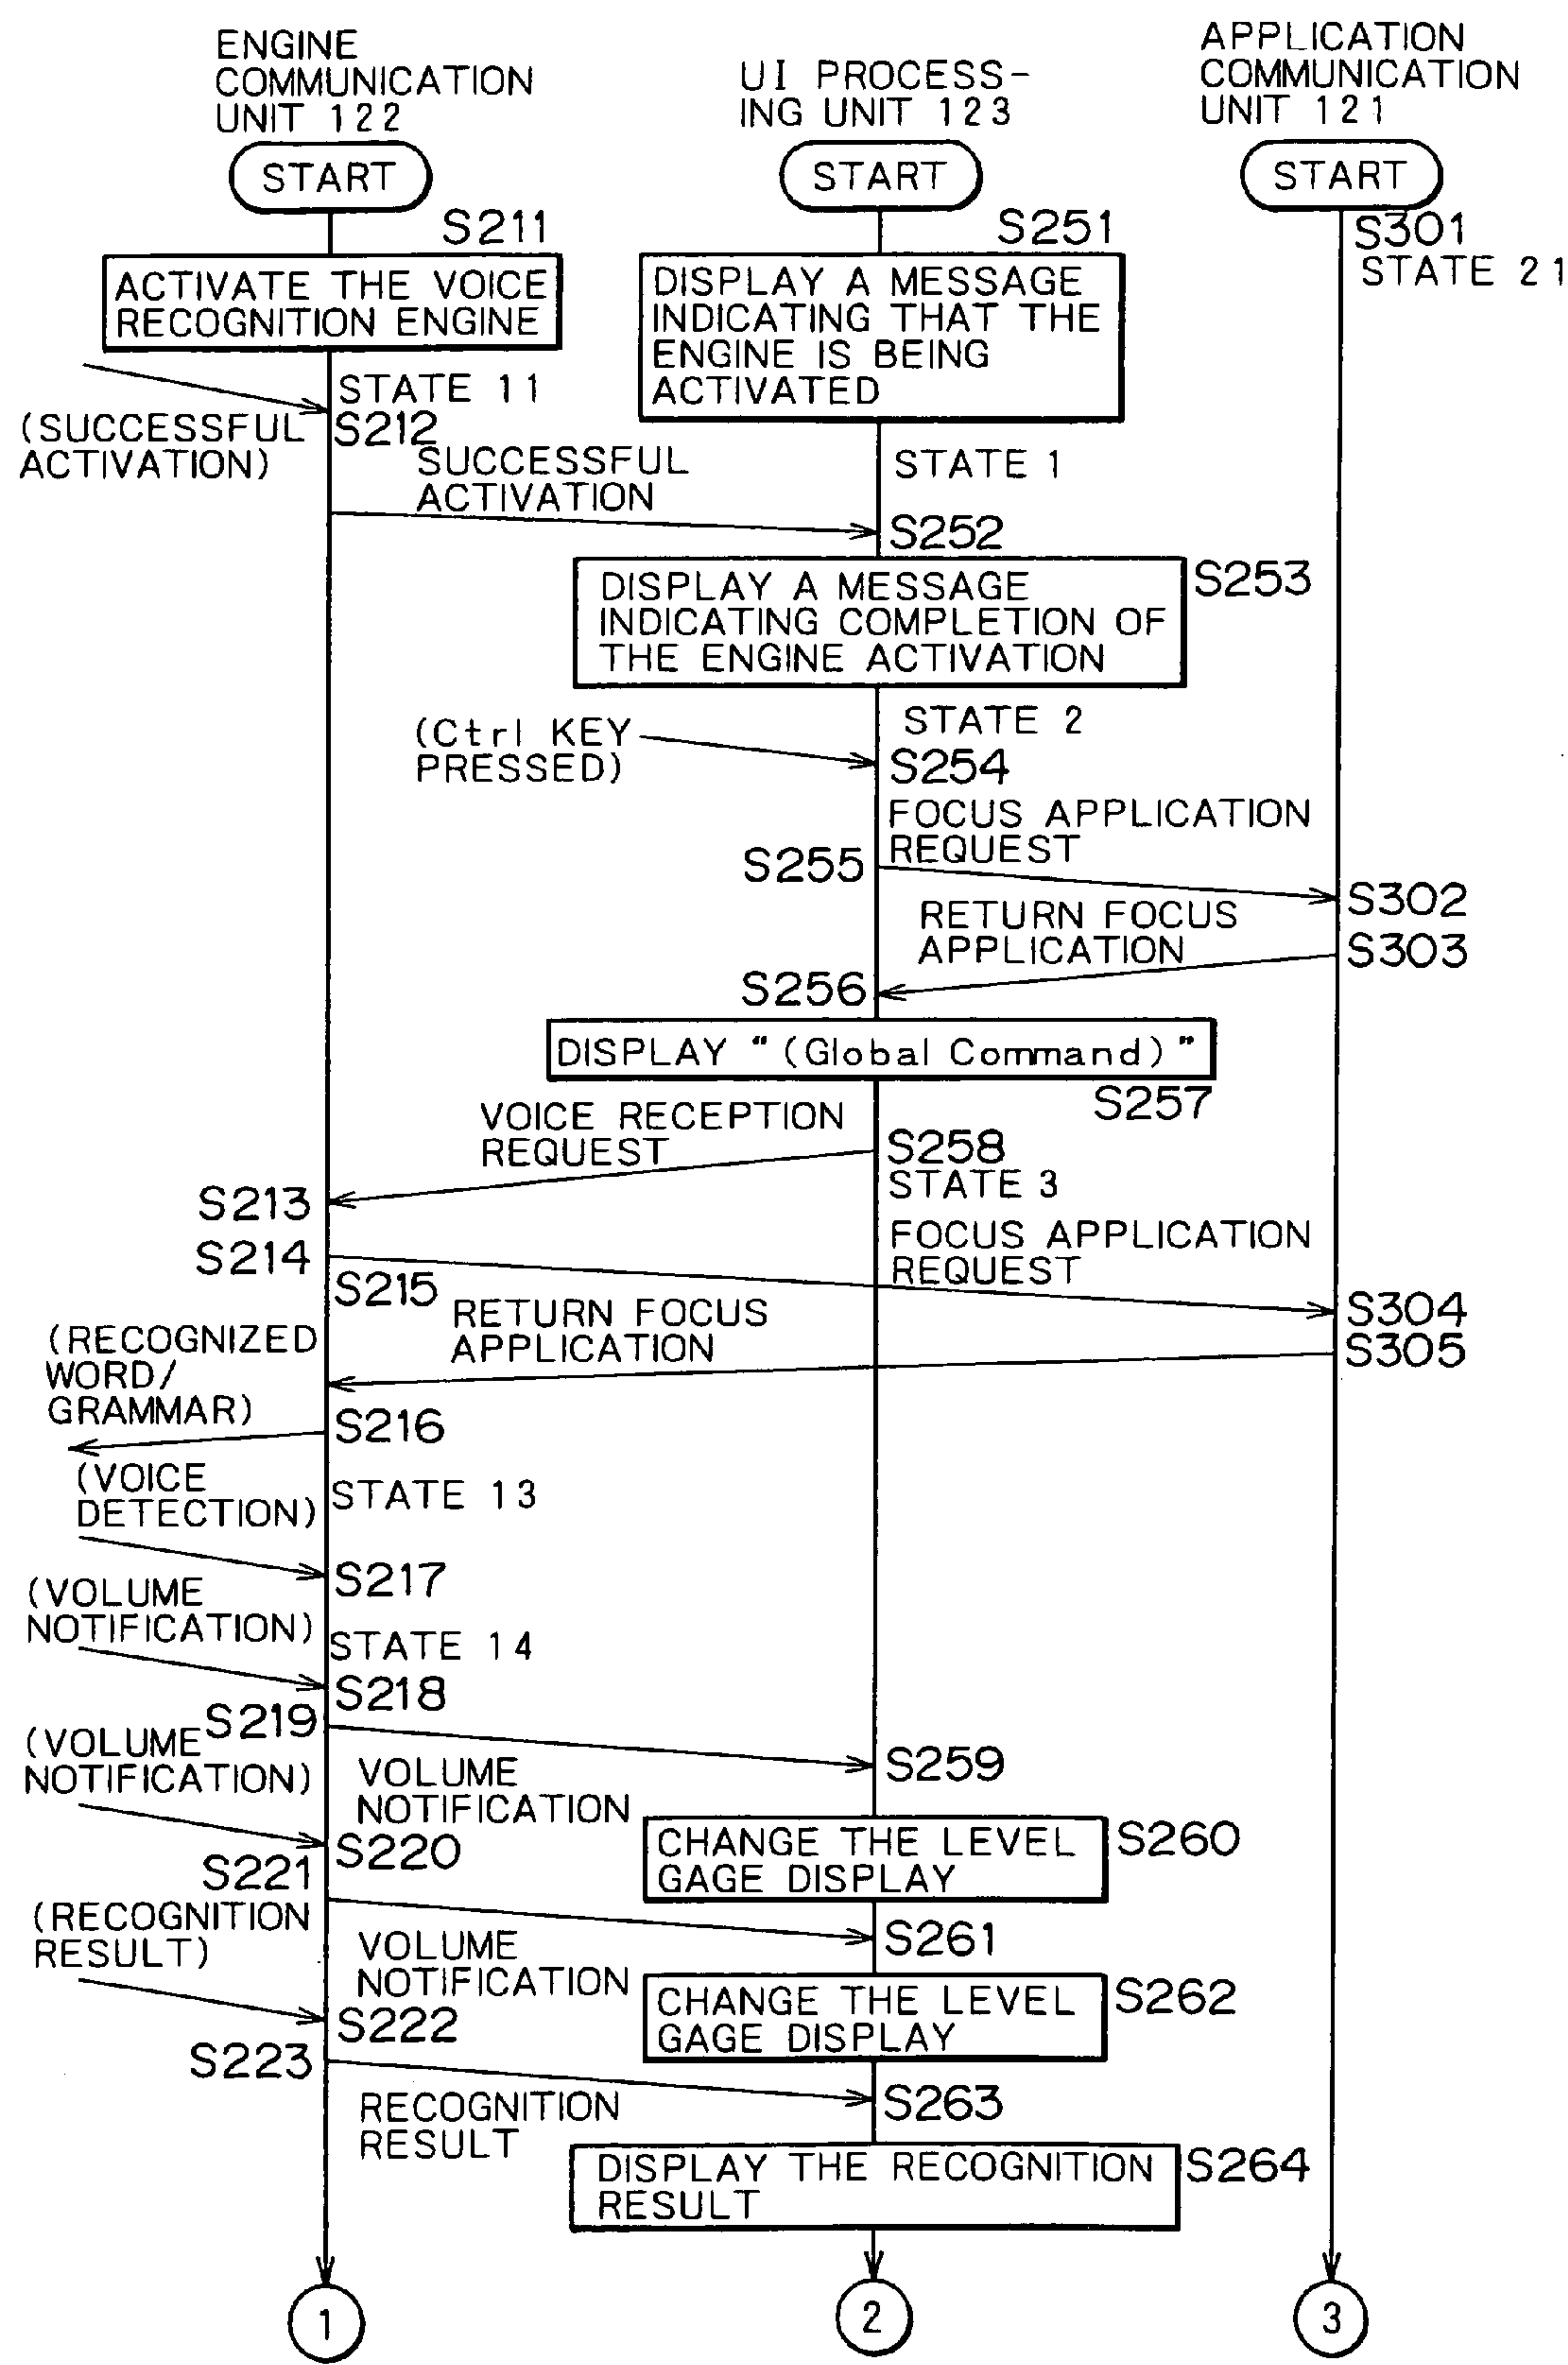 ENGINE
COMMUNICATION
UNIT 122
UI PROCESS-
ING UNIT 123
APPLICATION
COMMUNICATION
UNIT 121
START
START
START
S211
S251
S301
STATE 21
ACTIVATE THE VOICE
RECOGNITION ENGINE
DISPLAY A MESSAGE
INDICATING THAT THE
ENGINE IS BEING
ACTIVATED
STATE 11
S212
(SUCCESSFUL
ACTIVATION)
SUCCESSFUL
ACTIVATION
STATE 1
S252
DISPLAY A MESSAGE
INDICATING COMPLETION OF
THE ENGINE ACTIVATION
S253
STATE 2
(Ctrl KEY
PRESSED)
S254
FOCUS APPLICATION
REQUEST
S255
S302
RETURN FOCUS
APPLICATION
S303
S256
DISPLAY “(Global Command)”
S257
VOICE RECEPTION
REQUEST
S258
STATE 3
S213
FOCUS APPLICATION
REQUEST
S214
S215
S304
RETURN FOCUS
APPLICATION
S305
(RECOGNIZED
WORD/
GRAMMAR)
S216
(VOICE
DETECTION)
STATE 13
S217
(VOLUME
NOTIFICATION)
STATE 14
S218
S219
(VOLUME
NOTIFICATION)
S259
VOLUME
NOTIFICATION
S220
CHANGE THE LEVEL
GAGE DISPLAY
S260
S221
(RECOGNITION
RESULT)
S261
VOLUME
NOTIFICATION
S222
CHANGE THE LEVEL
GAGE DISPLAY
S262
S223
RECOGNITION
RESULT
S263
DISPLAY THE RECOGNITION
RESULT
S264
1
2
3